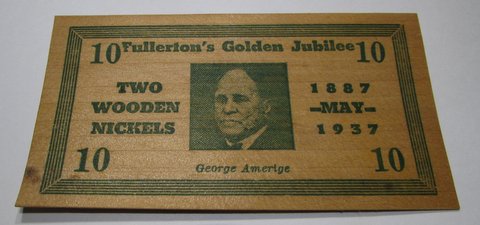 10 Fullerton's Golden Jubilee 10
TWO
WOODEN
NICKELS
1887
-MAY-
1937
10 George Amerige 10